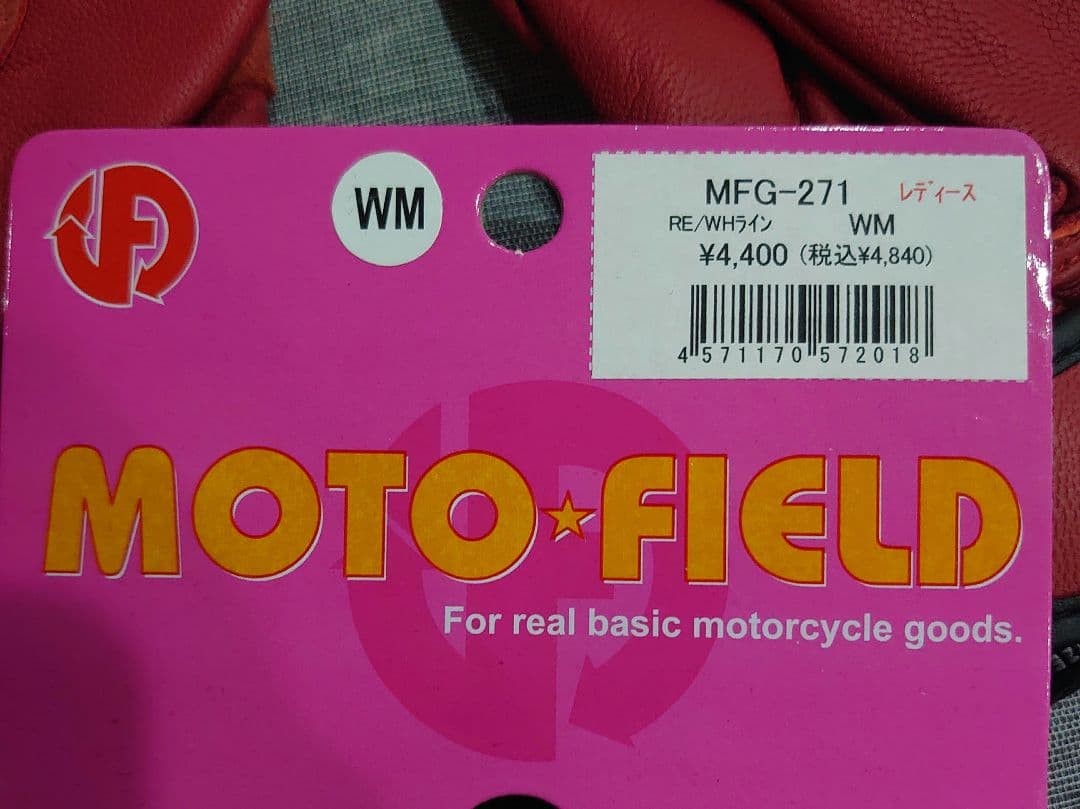 WM
MFG-271 レディース
RE/WHライン WM
¥4,400 (税込¥4,840)
4 571170 572018
MOTO★FIELD
For real basic motorcycle goods.